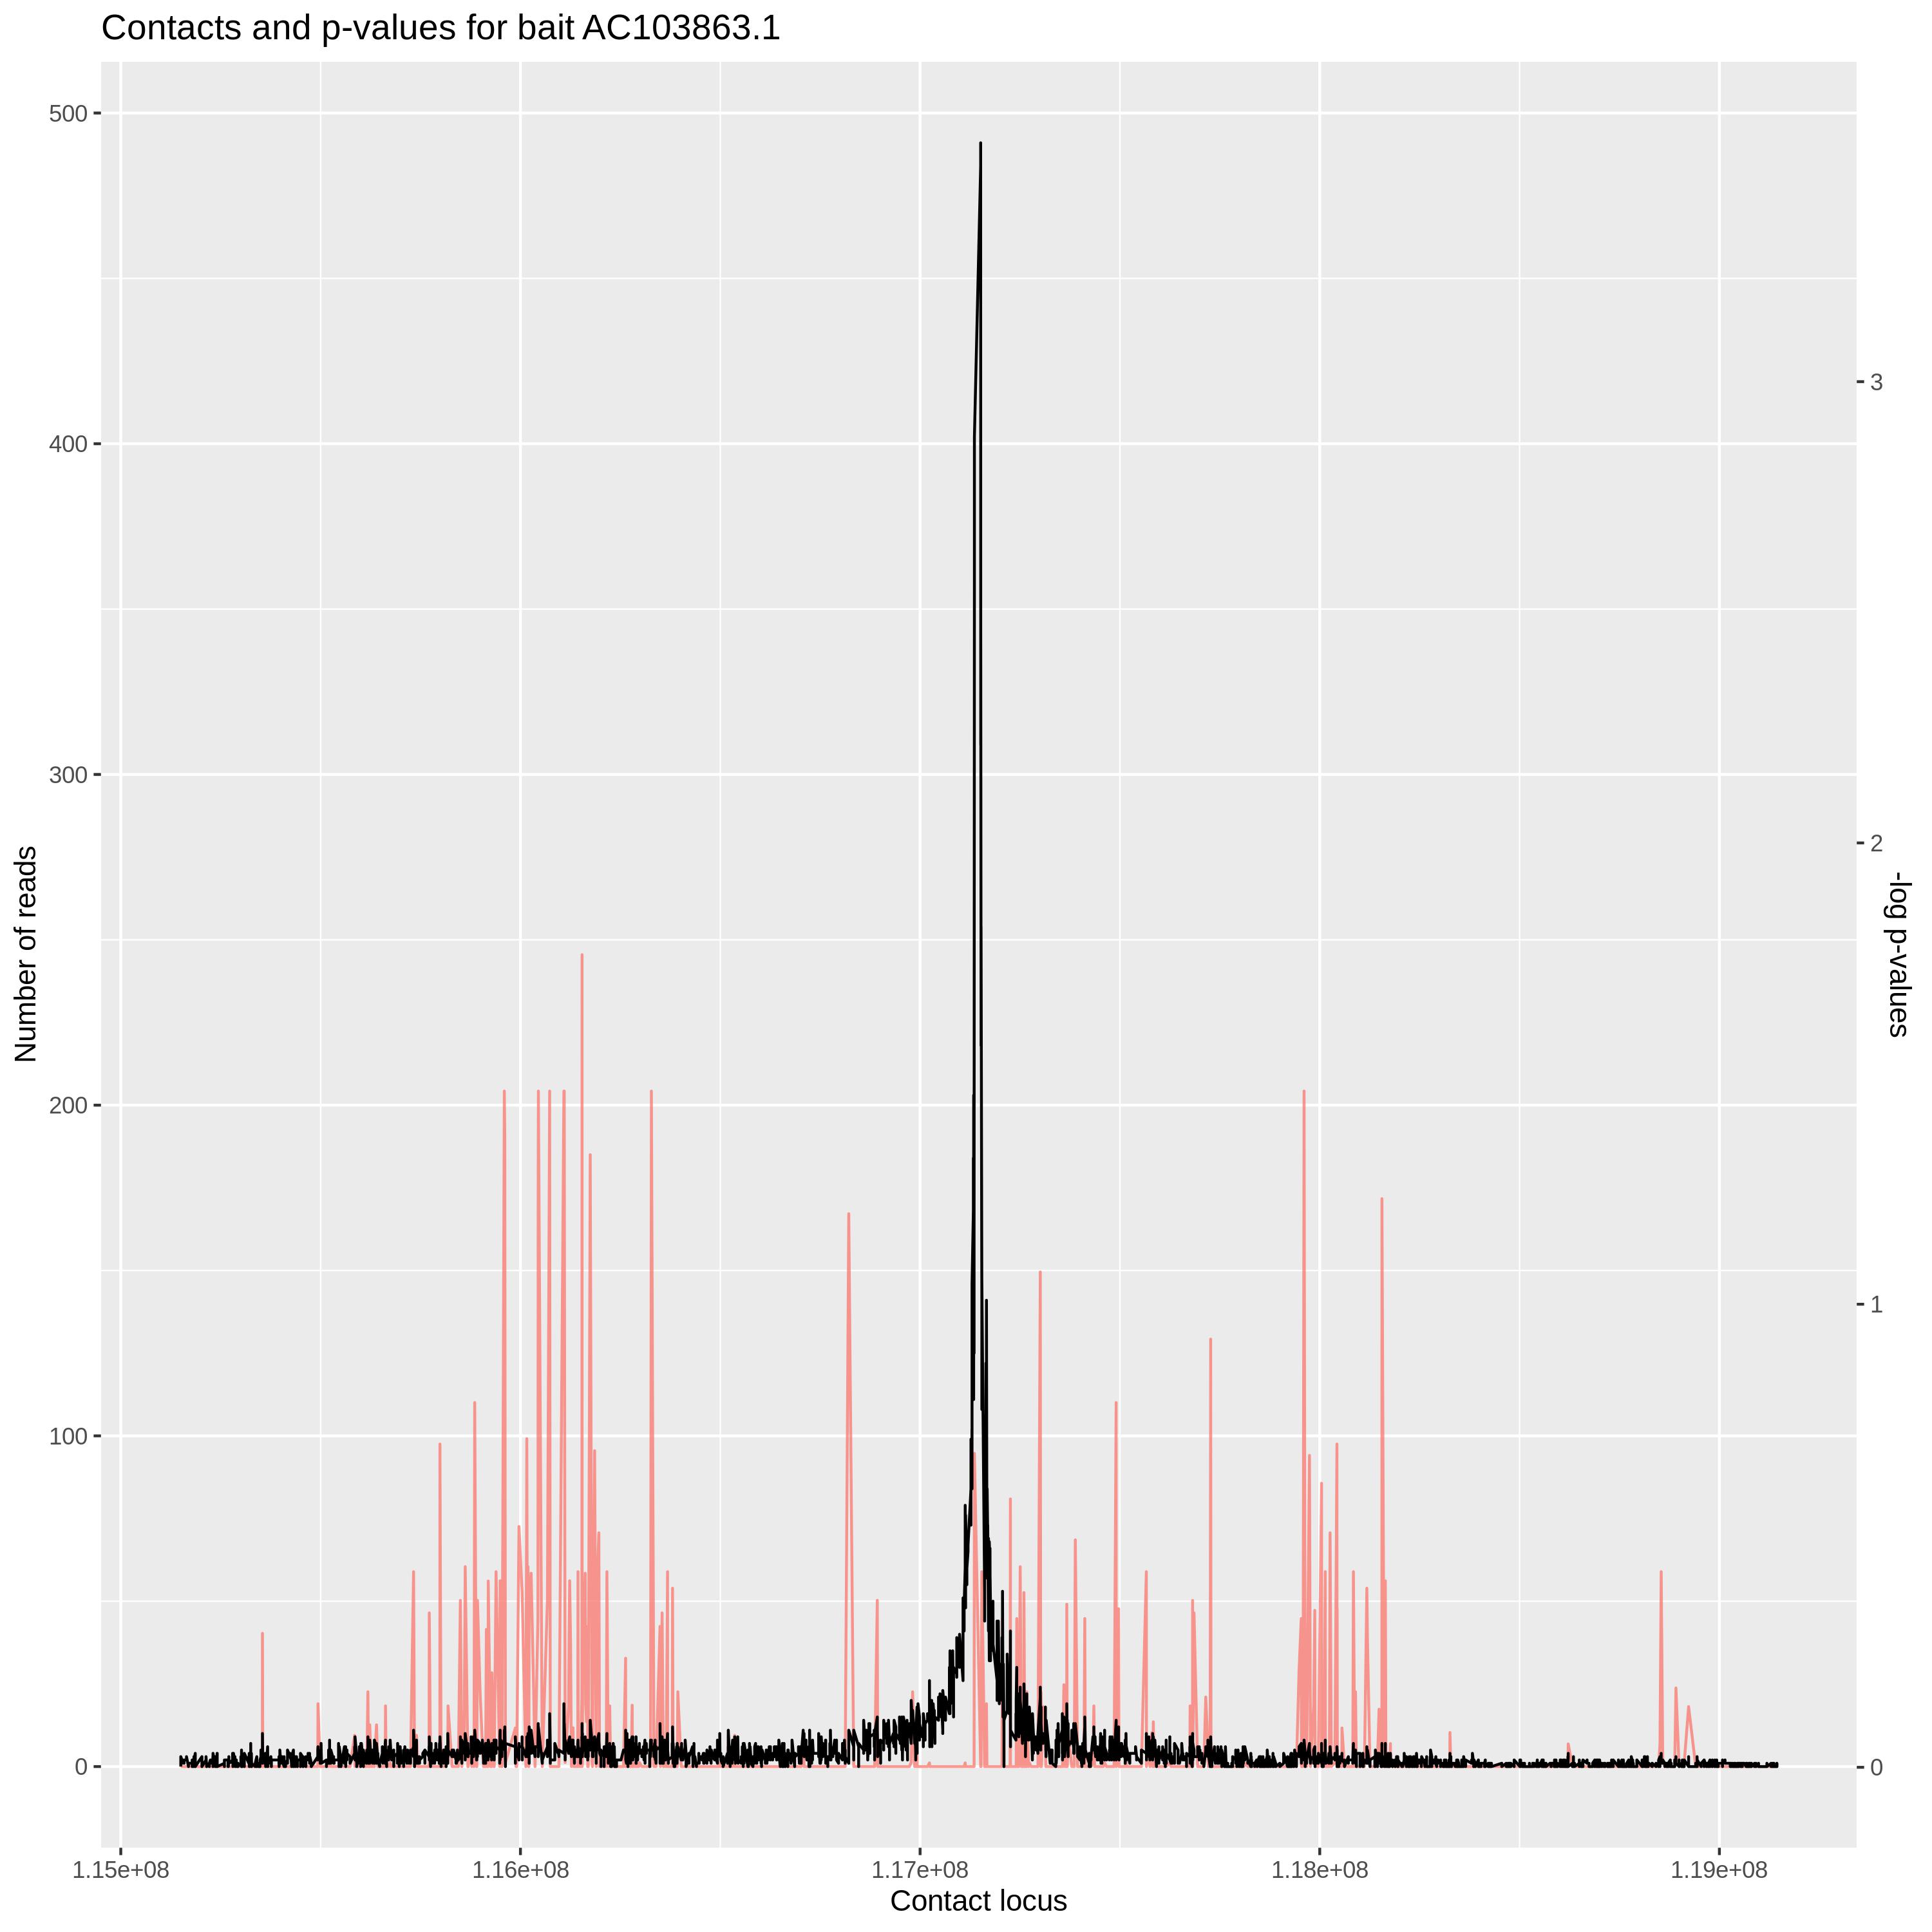 Contacts and p-values for bait AC103863.1
500
400
300
200
100
0
Number of reads
3
2
1
0
-log p-values
1.15e+08
1.16e+08
1.17e+08
1.18e+08
1.19e+08
Contact locus